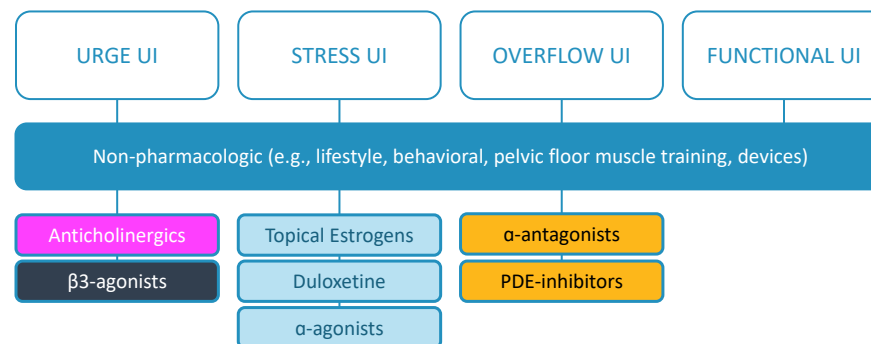 URGE UI
STRESS UI
OVERFLOW UI
FUNCTIONAL UI
Non-pharmacologic (e.g., lifestyle, behavioral, pelvic floor muscle training, devices)
Anticholinergics
Topical Estrogens
α-antagonists
β3-agonists
Duloxetine
PDE-inhibitors
α-agonists